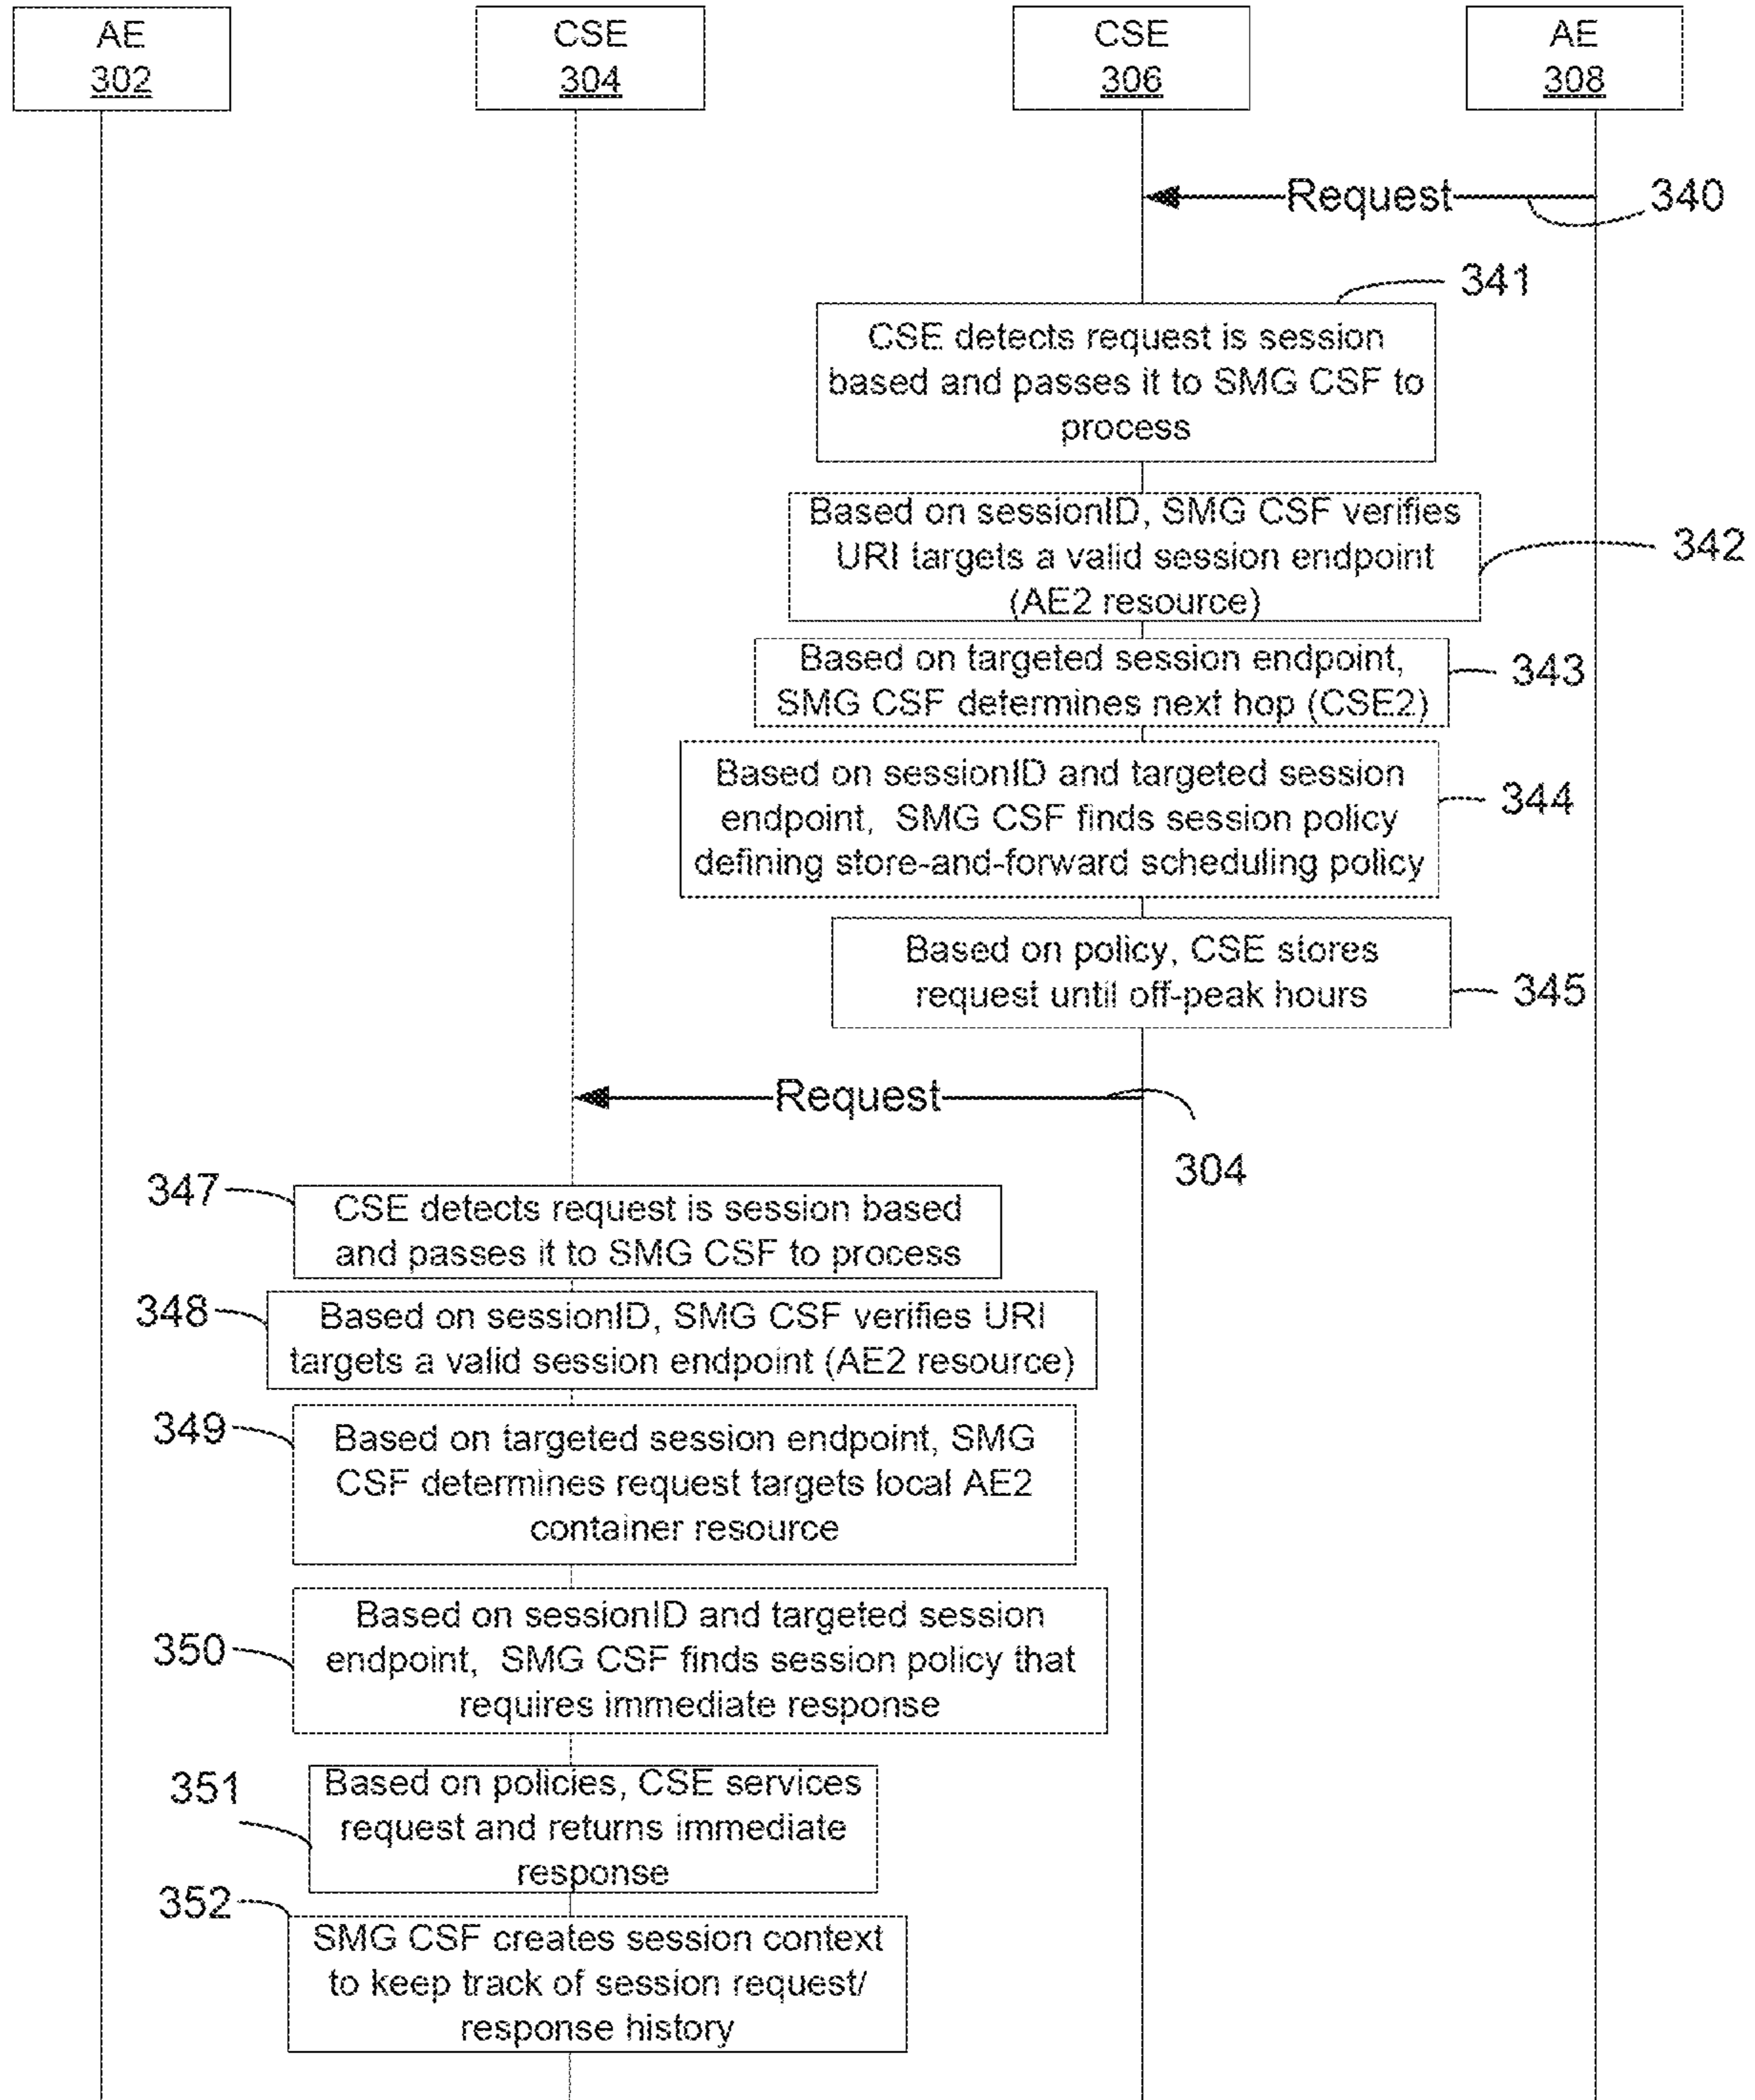 AE
302
CSE
304
CSE
306
AE
308
Request
340
341
CSE detects request is session
based and passes it to SMG CSF to
process
Based on sessionID, SMG CSF verifies
URI targets a valid session endpoint
(AE2 resource)
342
Based on targeted session endpoint,
SMG CSF determines next hop (CSE2)
343
Based on sessionID and targeted session
endpoint, SMG CSF finds session policy
defining store-and-forward scheduling policy
344
Based on policy, CSE stores
request until off-peak hours
345
Request
304
347
CSE detects request is session based
and passes it to SMG CSF to process
348
Based on sessionID, SMG CSF verifies URI
targets a valid session endpoint (AE2 resource)
349
Based on targeted session endpoint, SMG
CSF determines request targets local AE2
container resource
350
Based on sessionID and targeted session
endpoint, SMG CSF finds session policy that
requires immediate response
351
Based on policies, CSE services
request and returns immediate
response
352
SMG CSF creates session context
to keep track of session request/
response history